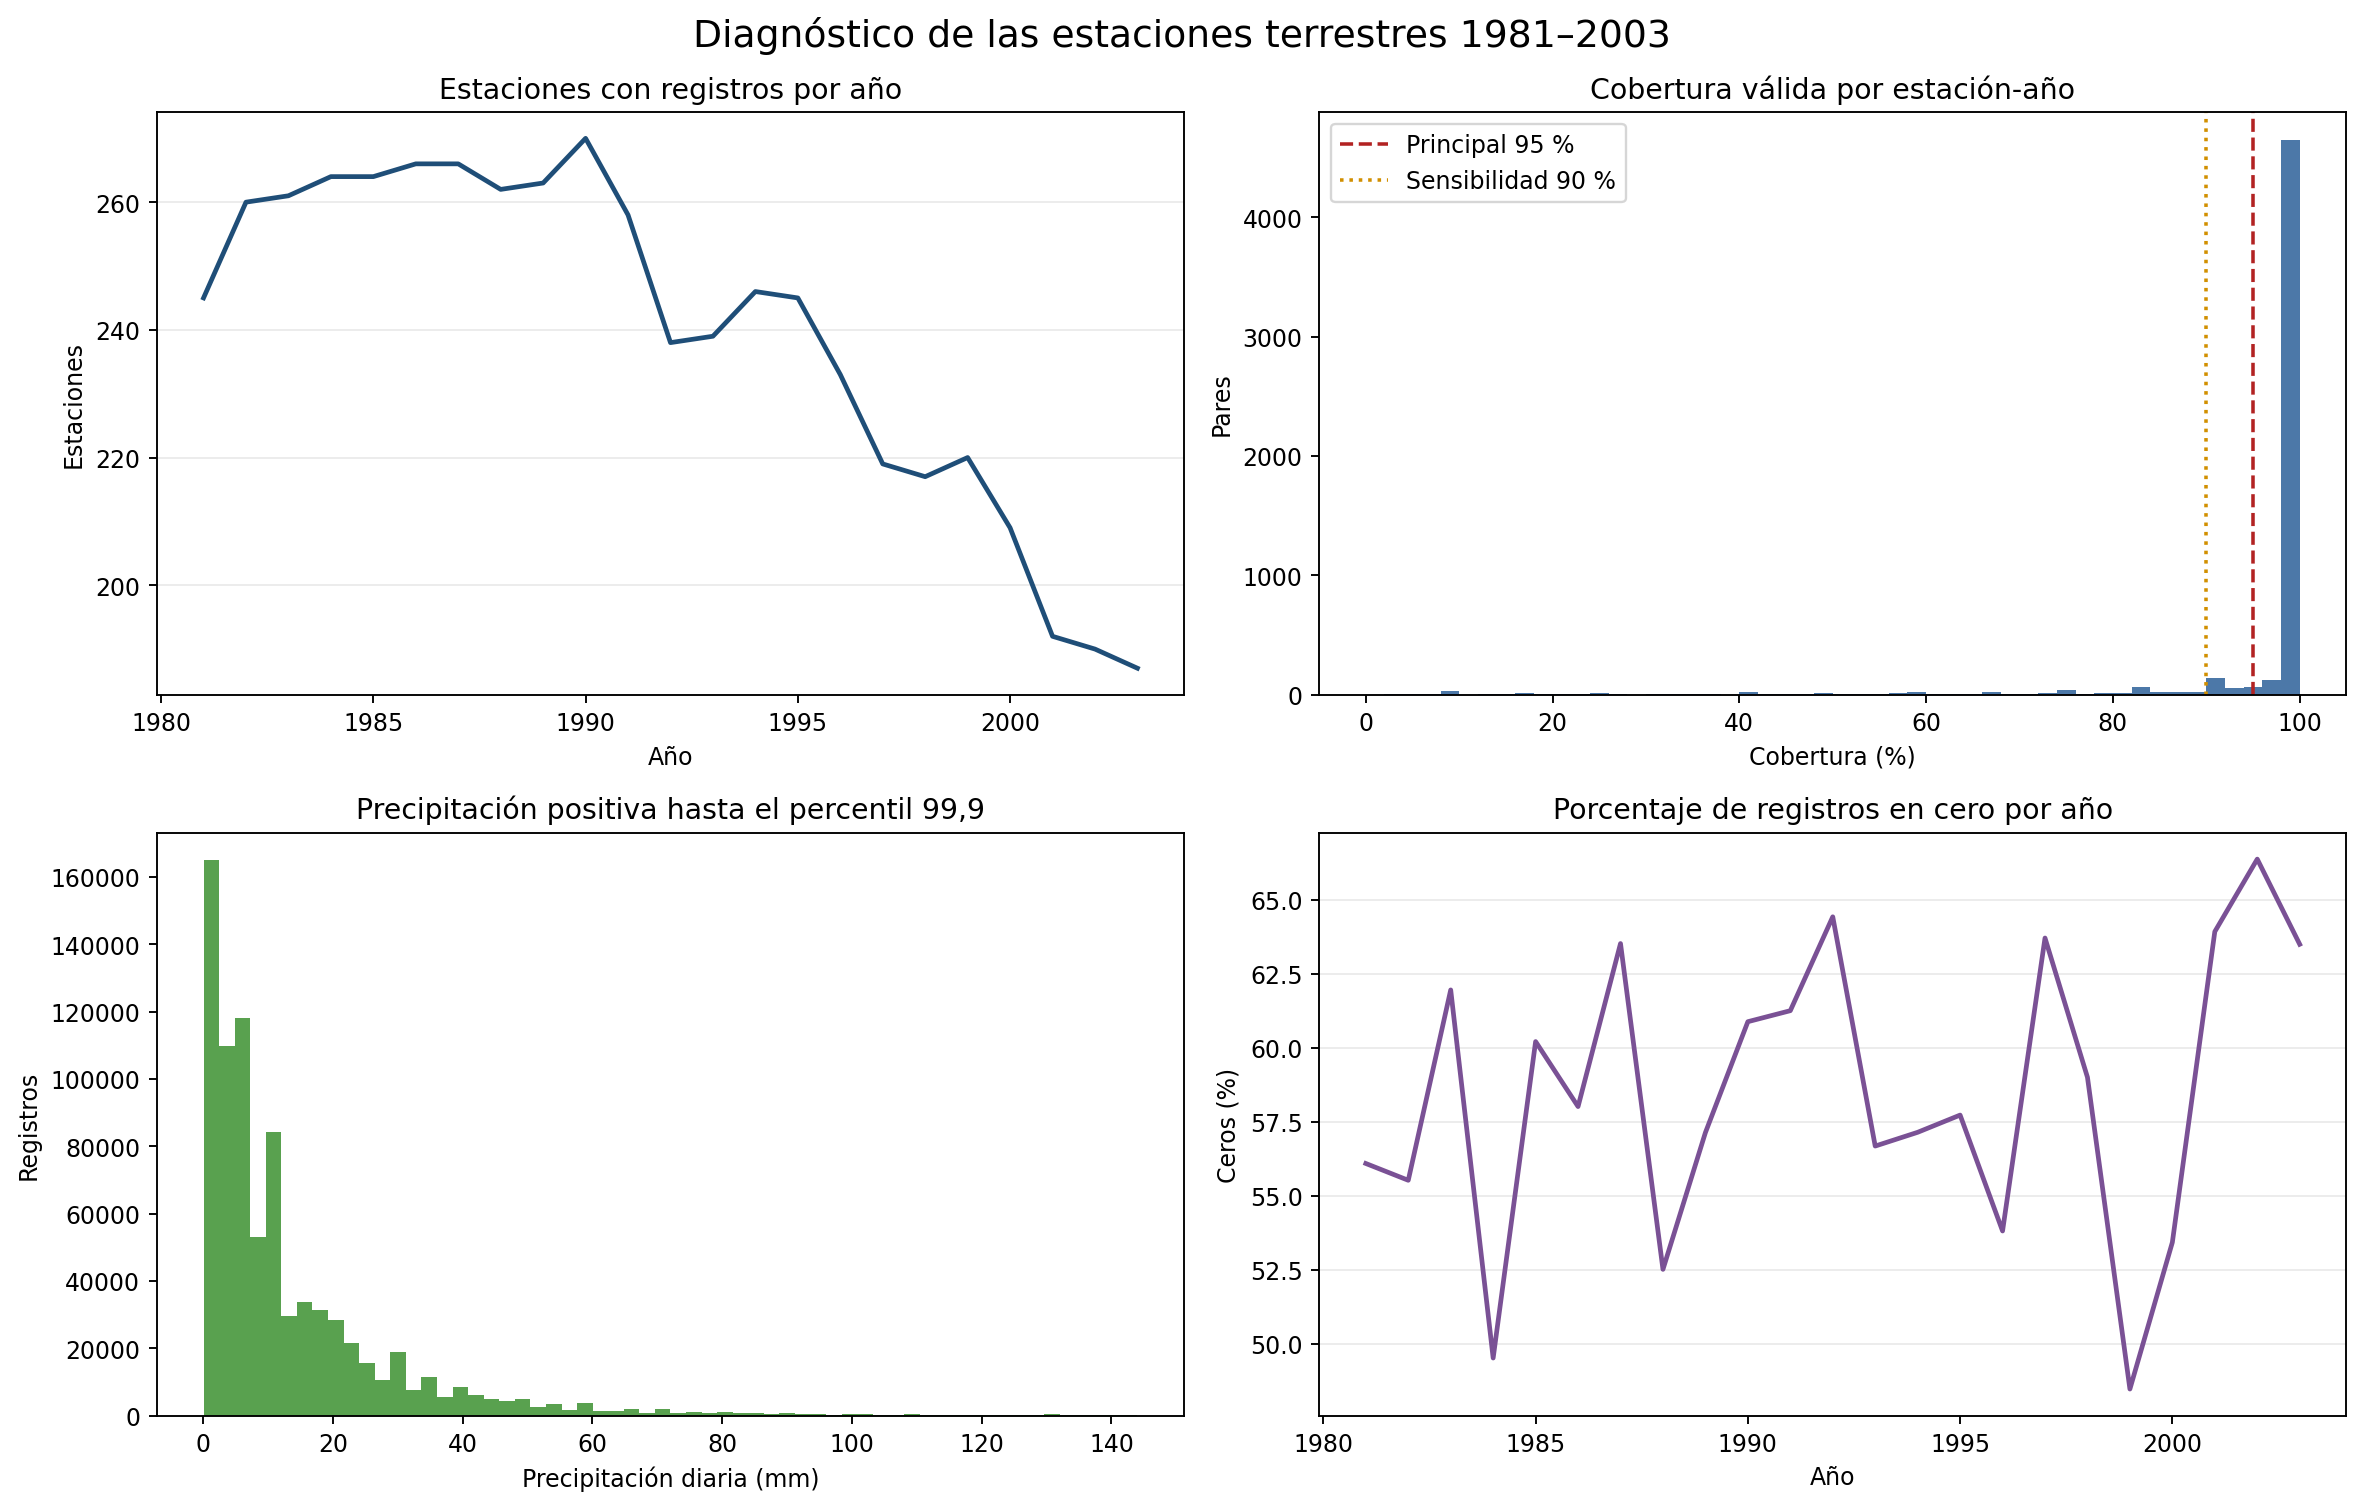 Diagnóstico de las estaciones terrestres 1981–2003
Estaciones con registros por año
260
240
220
200
Estaciones
1980 1985 1990 1995 2000
Año
Cobertura válida por estación-año
Principal 95 %
Sensibilidad 90 %
4000
3000
2000
1000
0
Pares
0 20 40 60 80 100
Cobertura (%)
Precipitación positiva hasta el percentil 99,9
160000
140000
120000
100000
80000
60000
40000
20000
0
Registros
0 20 40 60 80 100 120 140
Precipitación diaria (mm)
Porcentaje de registros en cero por año
65.0
62.5
60.0
57.5
55.0
52.5
50.0
Ceros (%)
1980 1985 1990 1995 2000
Año